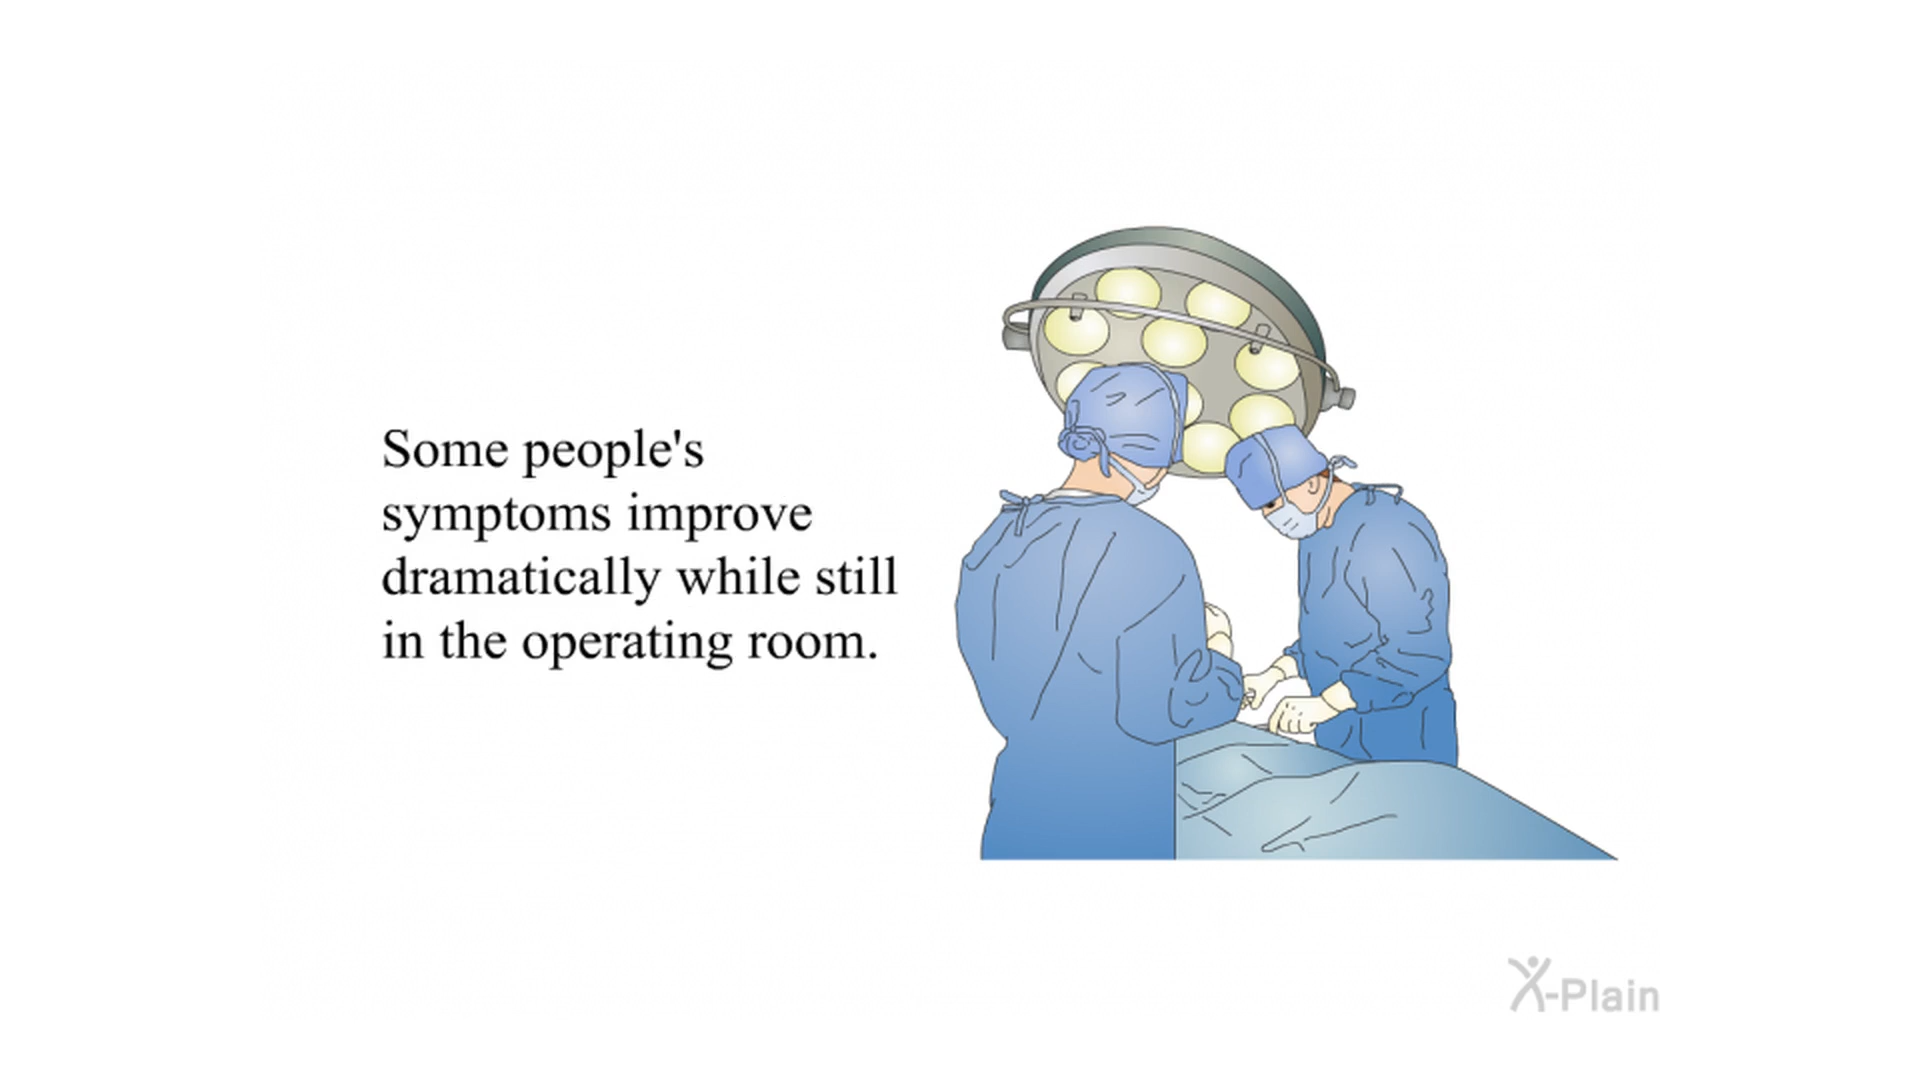 Some people's
symptoms improve
dramatically while still
in the operating room.
X-Plain